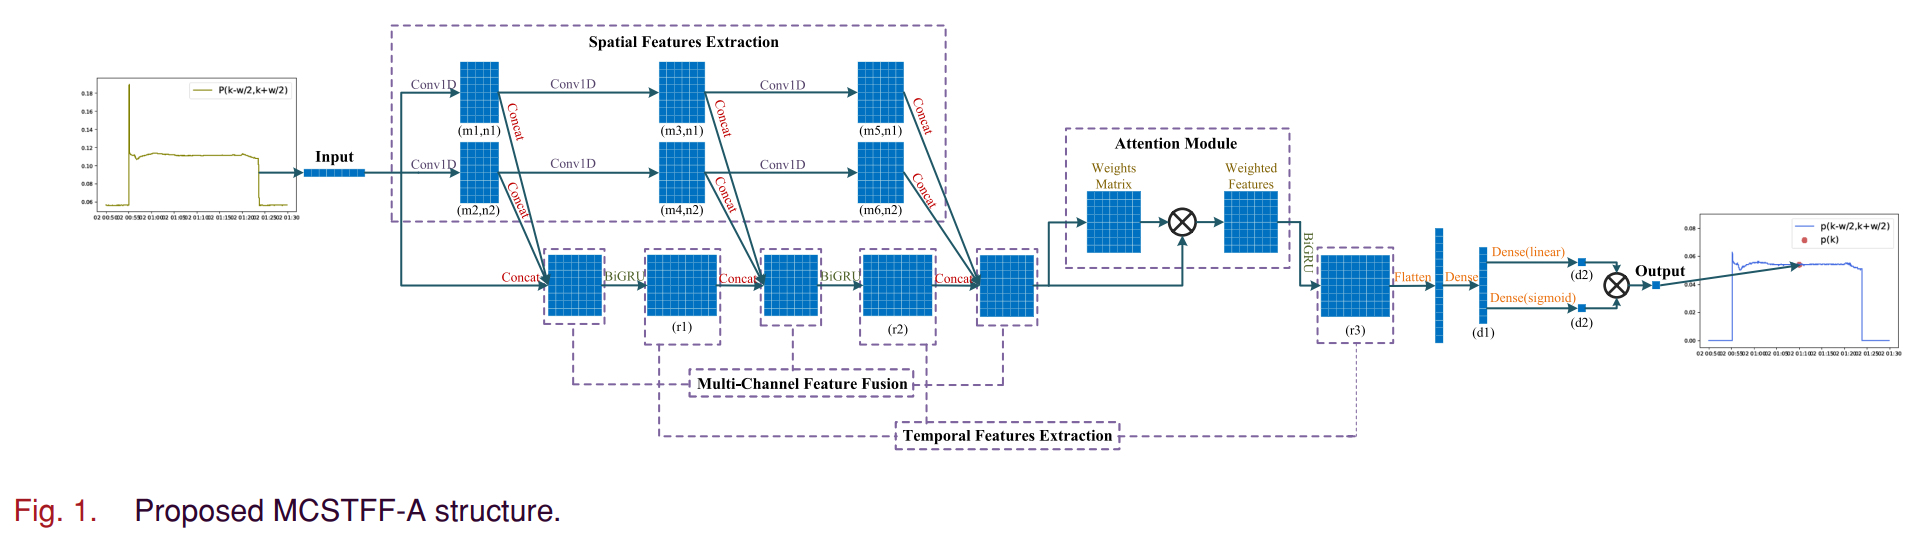 Spatial Features Extraction
Conv1D
Conv1D
Conv1D
(m1,n1)
(m3,n1)
(m5,n1)
Concat
Concat
Concat
Conv1D
Conv1D
Conv1D
(m2,n2)
(m4,n2)
(m6,n2)
Concat
Concat
Concat
P(k-w/2,k+w/2)
0.18
0.16
0.14
0.12
0.10
0.08
0.06
Input
Concat
BiGRU
(r1)
Concat
BiGRU
(r2)
Concat
Multi-Channel Feature Fusion
Temporal Features Extraction
Attention Module
Weights
Matrix
Weighted
Features
BiGRU
(r3)
Flatten
Dense
(d1)
Dense(linear)
(d2)
Dense(sigmoid)
(d2)
Output
p(k-w/2,k+w/2)
p(k)
0.08
0.06
0.04
0.02
0.00
Fig. 1. Proposed MCSTFF-A structure.